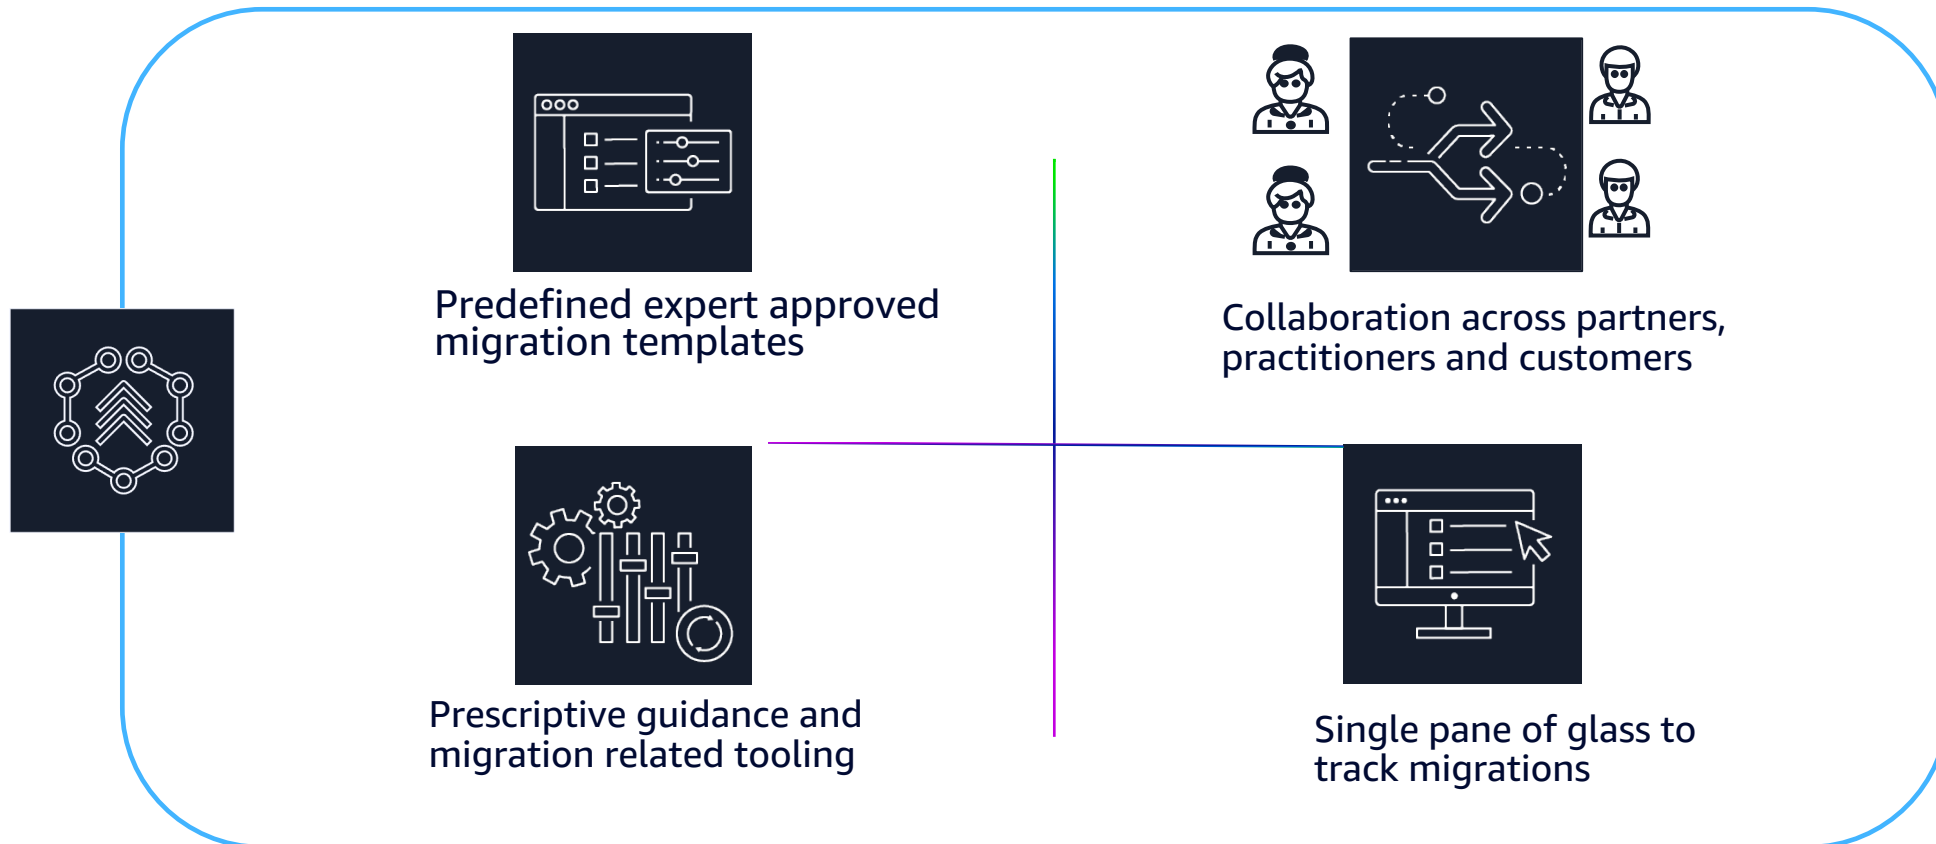 Predefined expert approved
migration templates
Collaboration across partners,
practitioners and customers
Prescriptive guidance and
migration related tooling
Single pane of glass to
track migrations